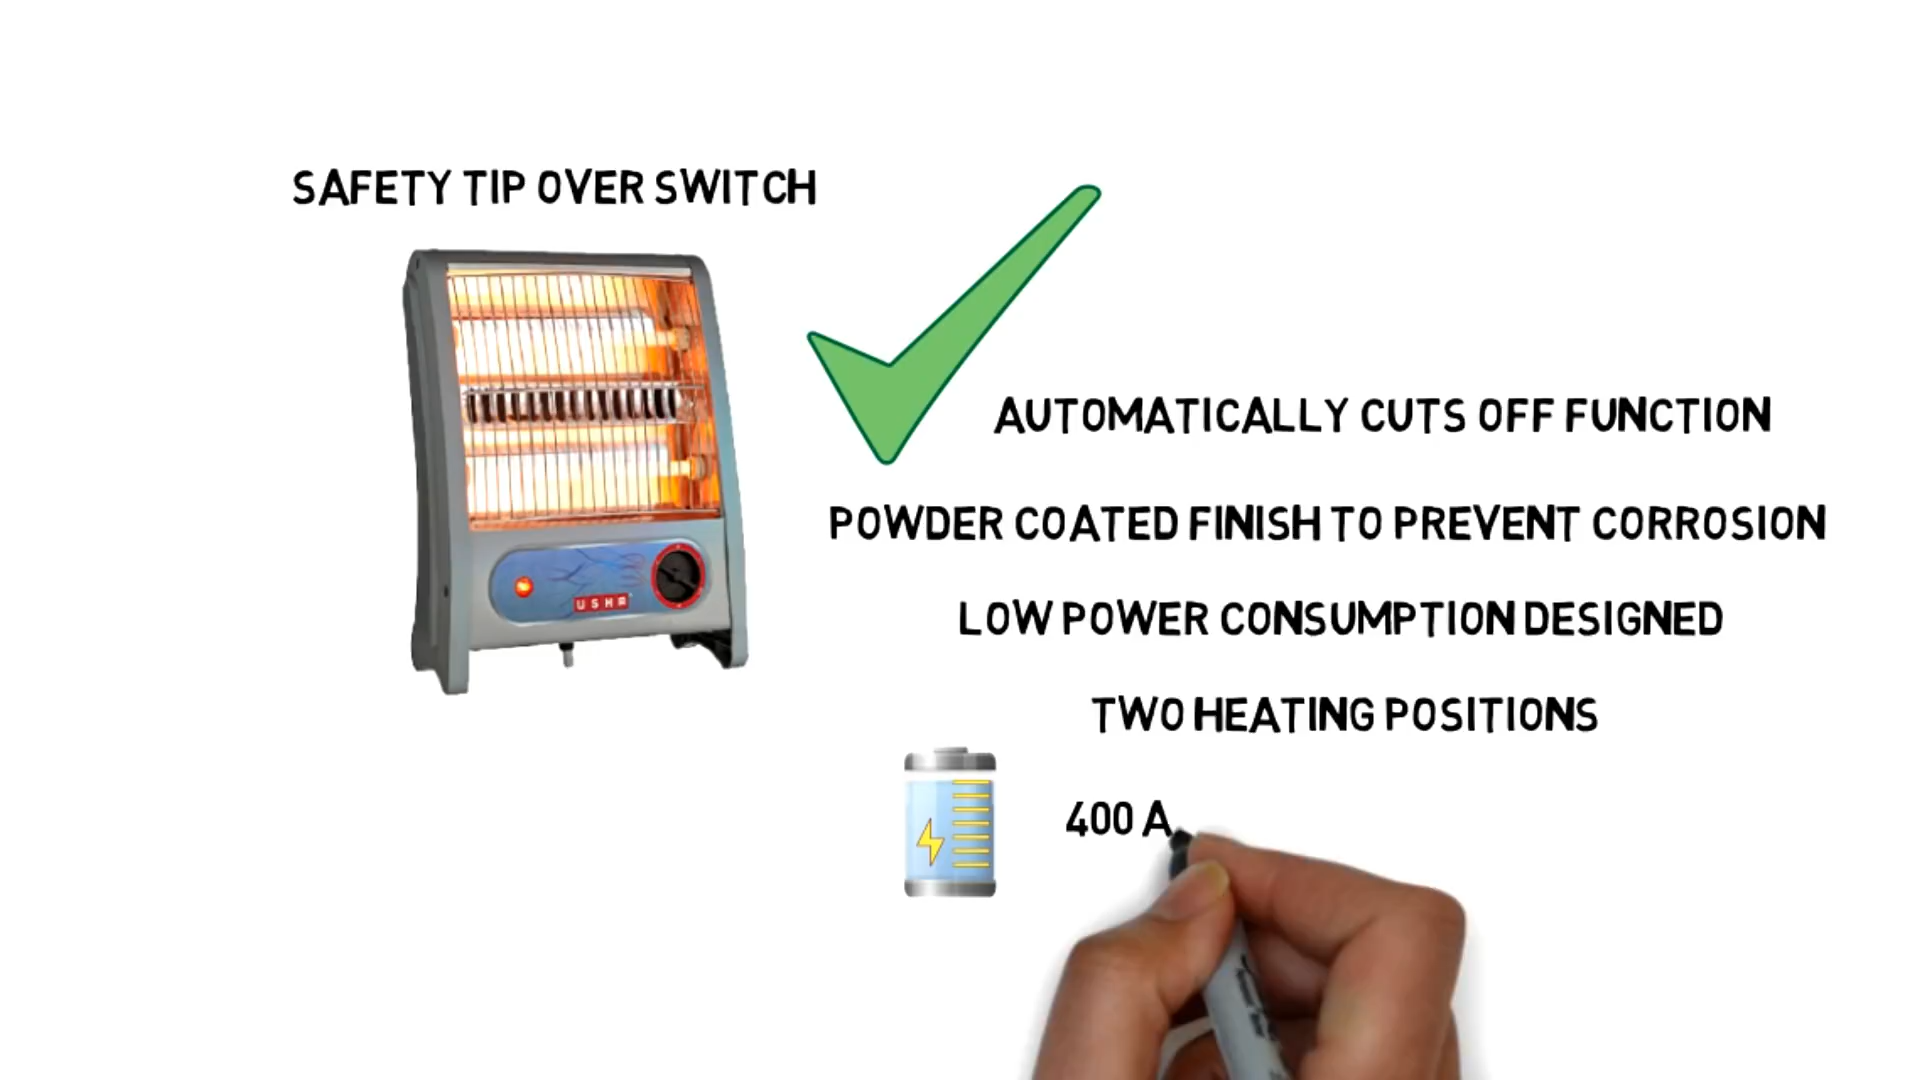 SAFETY TIP OVER SWITCH
USHA
AUTOMATICALLY CUTS OFF FUNCTION
POWDER COATED FINISH TO PREVENT CORROSION
LOW POWER CONSUMPTION DESIGNED
TWO HEATING POSITIONS
400 A